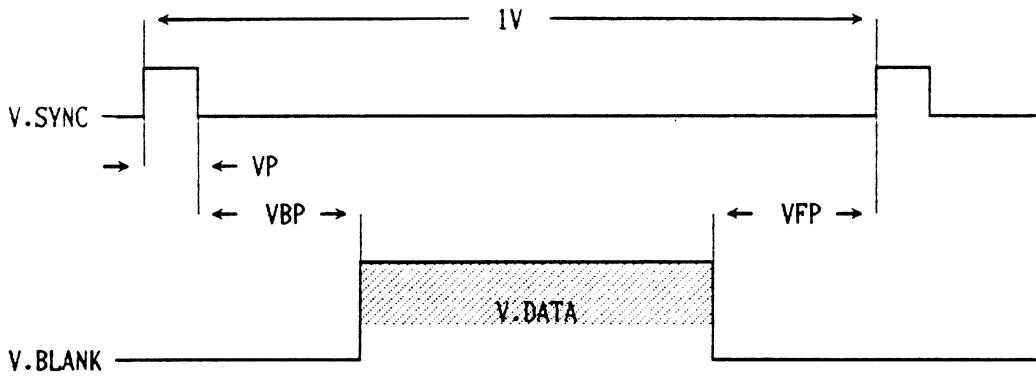 1V
V.SYNC
VP
VBP
VFP
V.DATA
V.BLANK